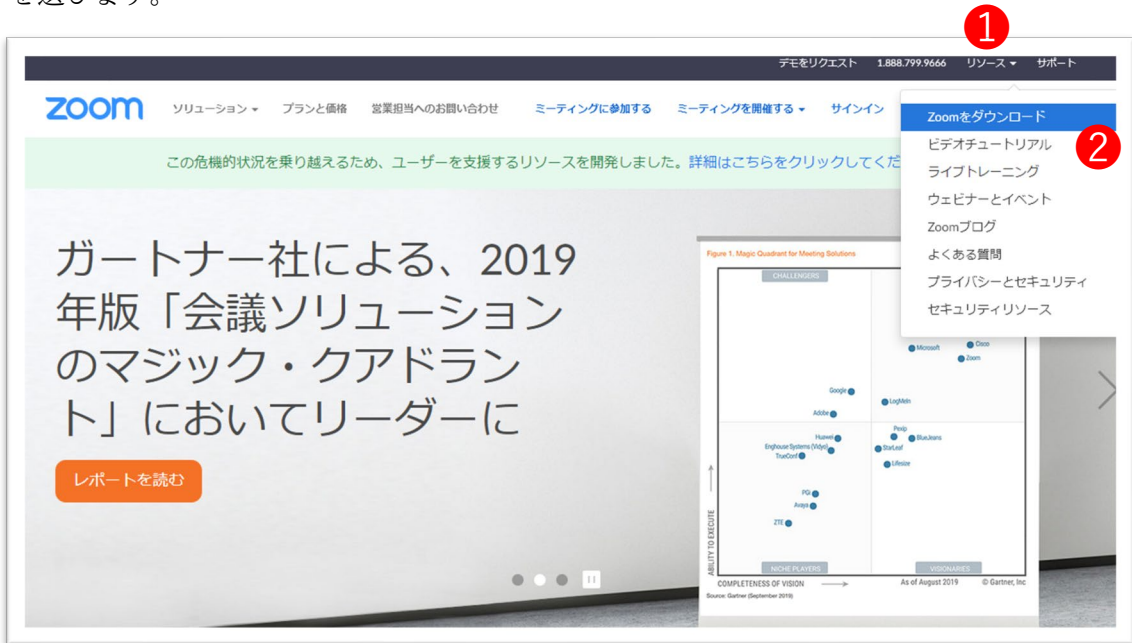 を選びます。
1
デモをリクエスト 1.888.799.9666 リソース サポート
zoom ソリューション プランと価格 営業担当へのお問い合わせ ミーティングに参加する ミーティングを開催する サインイン
Zoomをダウンロード
2
ビデオチュートリアル
ライブトレーニング
ウェビナーとイベント
Zoomブログ
よくある質問
プライバシーとセキュリティ
セキュリティリソース
この危機的状況を乗り越えるため、ユーザーを支援するリソースを開発しました。詳細はこちらをクリックしてくだ
ガートナー社による、2019
年版「会議ソリューション
のマジック・クアドラン
ト」においてリーダーに
レポートを読む
Figure 1. Magic Quadrant for Meeting Solutions
CHALLENGERS
Microsoft
Cisco
Zoom
Google
LogMeIn
Adobe
Pexip
Huawei
BlueJeans
Enghouse Systems (Vidyo)
StarLeaf
TrueConf
Lifesize
PGi
Avaya
ZTE
ABILITY TO EXECUTE
NICHE PLAYERS
VISIONARIES
COMPLETENESS OF VISION
As of August 2019 © Gartner, Inc
Source: Gartner (September 2019)